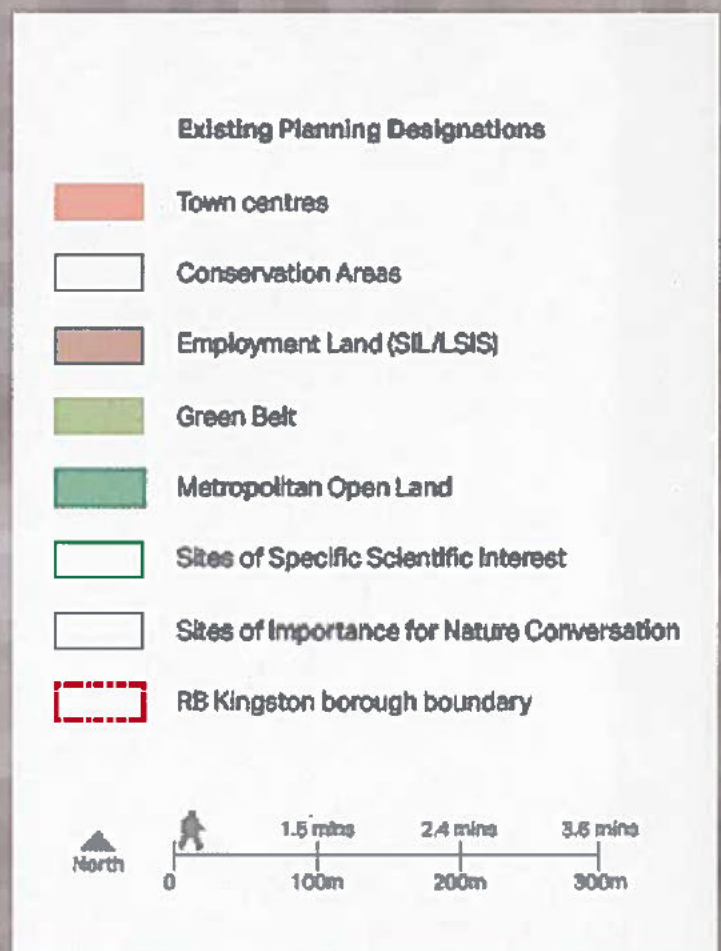 Existing Planning Designations
Town centres
Conservation Areas
Employment Land (SIL/LSIS)
Green Belt
Metropolitan Open Land
Sites of Specific Scientific Interest
Sites of Importance for Nature Conversation
RB Kingston borough boundary
1.5 mins 2.4 mins 3.6 mins
North
0 100m 200m 300m